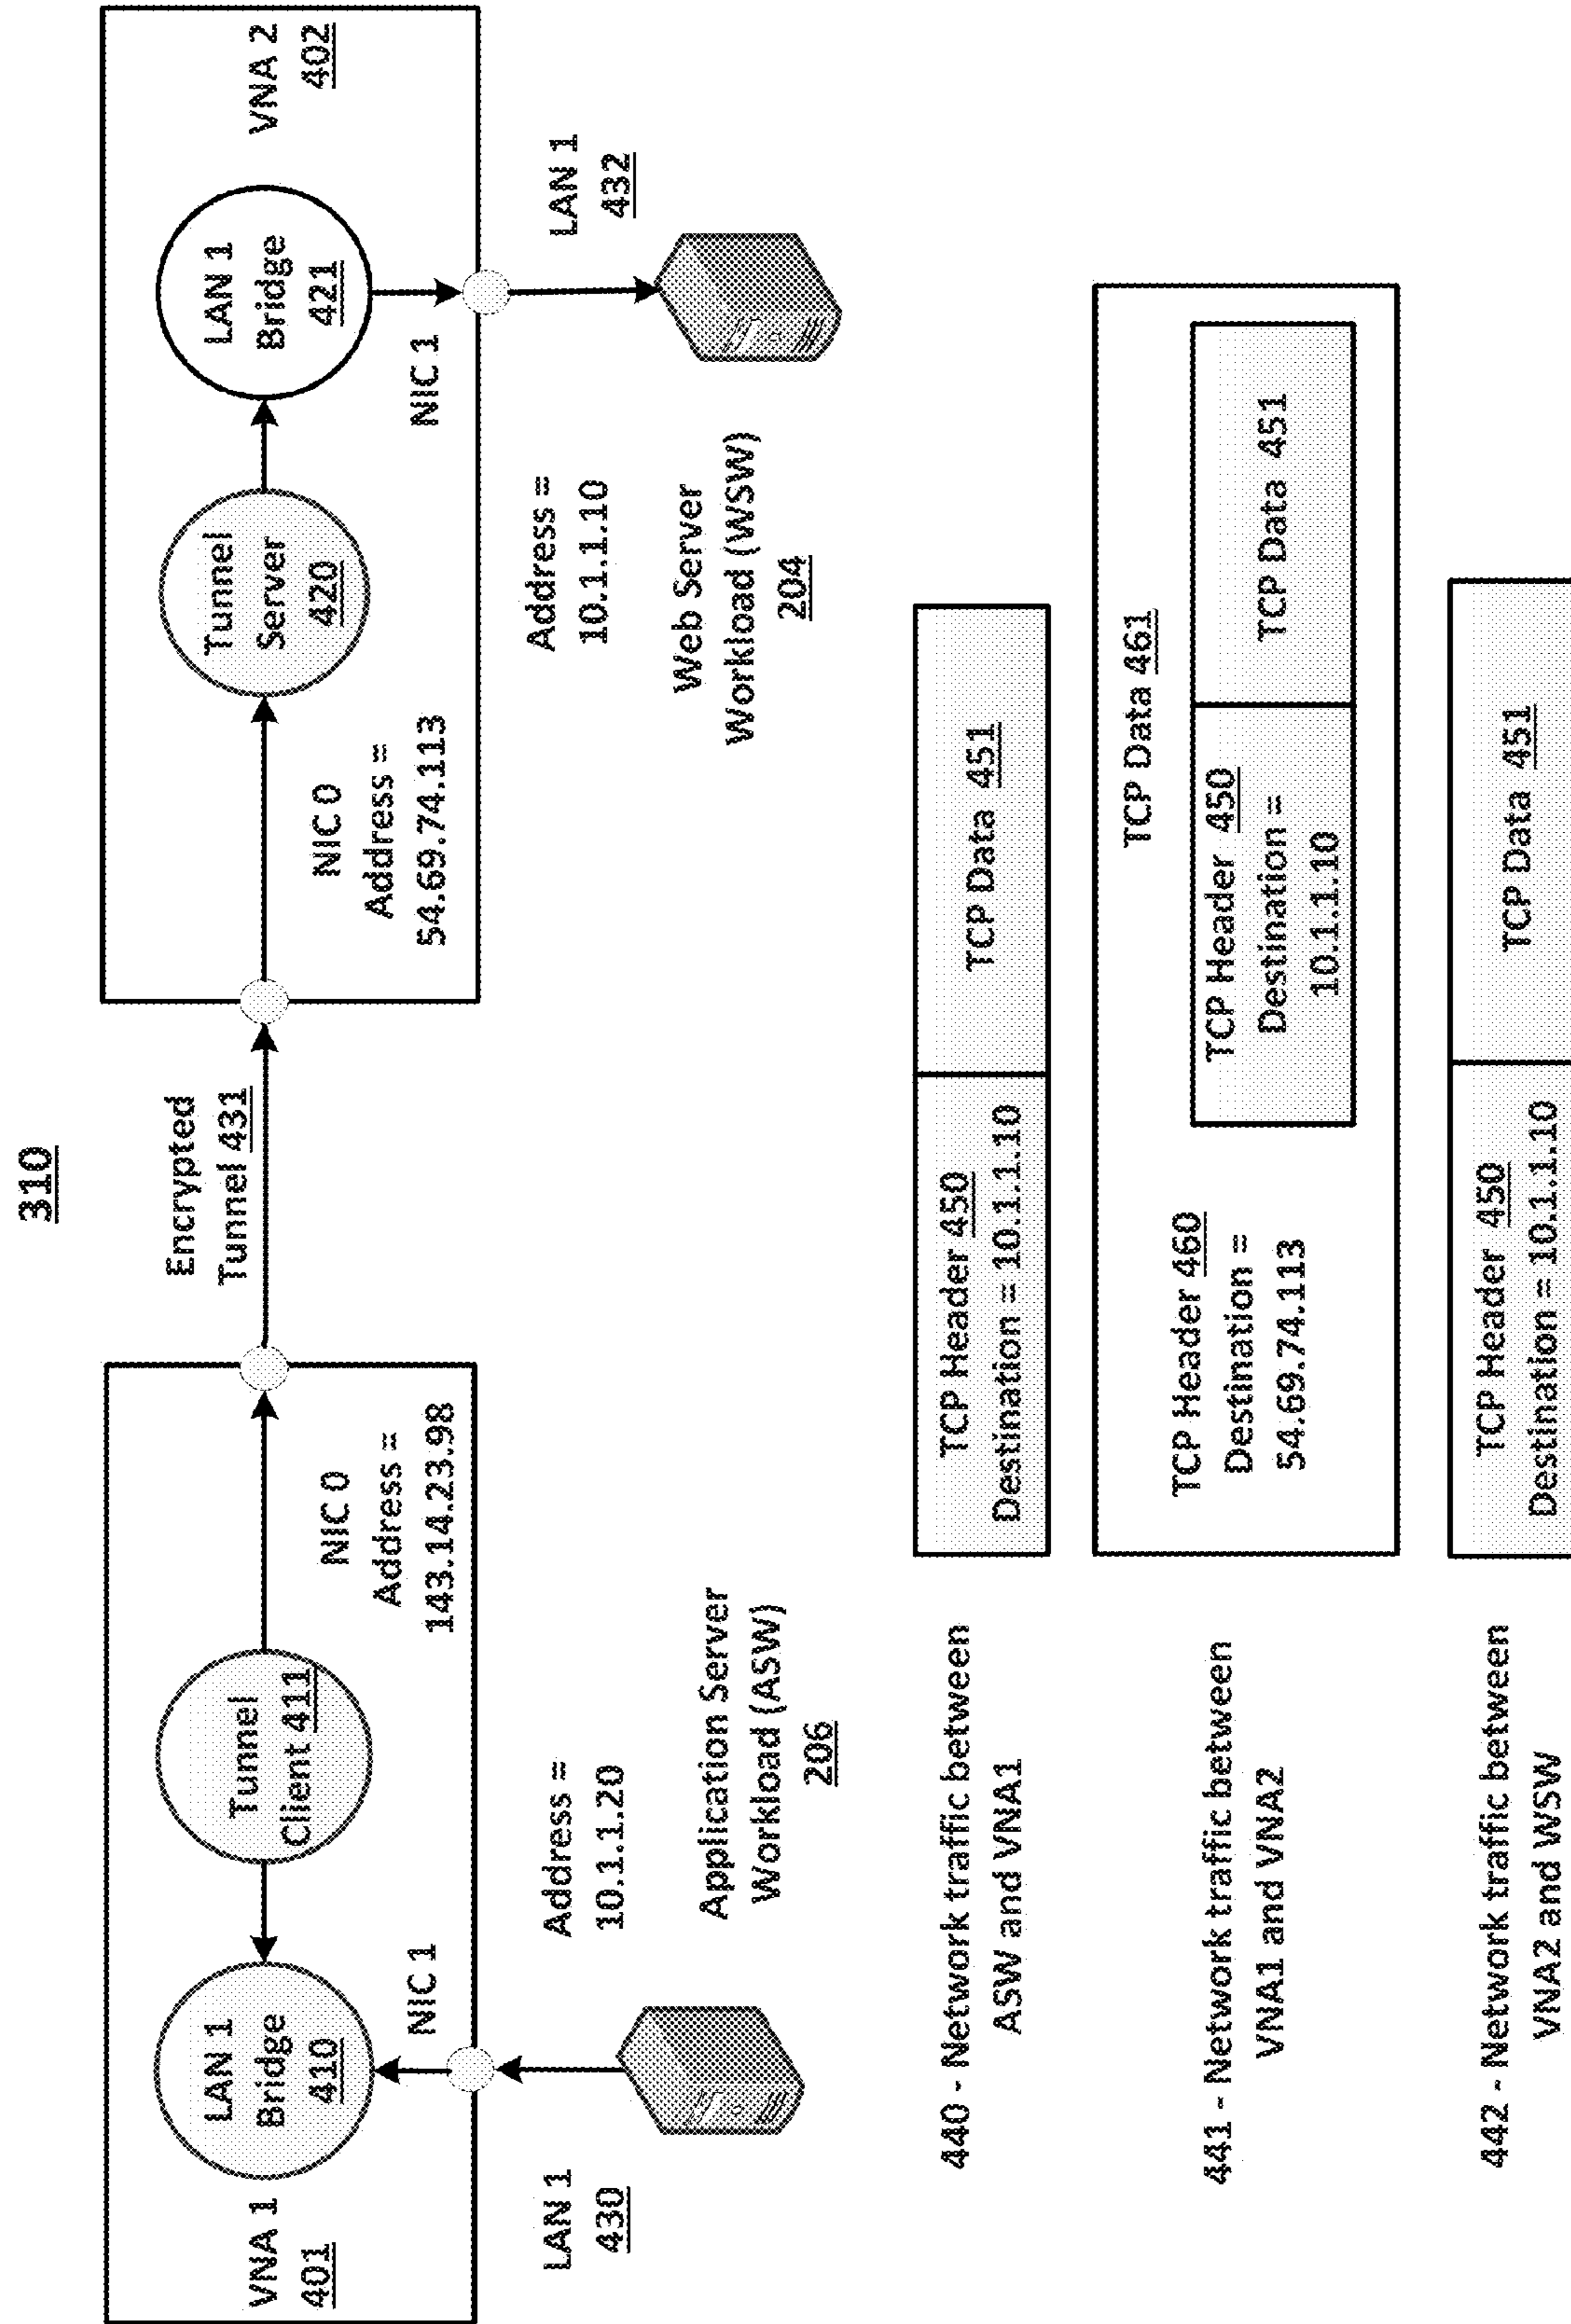 310
VNA 1
401
LAN 1
Bridge
410
Tunnel
Client 411
NIC 1
NIC 0
Address =
143.14.23.98
Encrypted
Tunnel 431
Tunnel
Server
420
LAN 1
Bridge
421
VNA 2
402
NIC 0
Address =
54.69.74.113
NIC 1
LAN 1
430
Address =
10.1.1.20
Application Server
Workload (ASW)
206
Address =
10.1.1.10
LAN 1
432
Web Server
Workload (WSW)
204
440 - Network traffic between
ASW and VNA1
TCP Header 450
Destination = 10.1.1.10
TCP Data 451
441 - Network traffic between
VNA1 and VNA2
TCP Header 460
Destination =
54.69.74.113
TCP Data 461
TCP Header 450
Destination =
10.1.1.10
TCP Data 451
442 - Network traffic between
VNA2 and WSW
TCP Header 450
Destination = 10.1.1.10
TCP Data 451